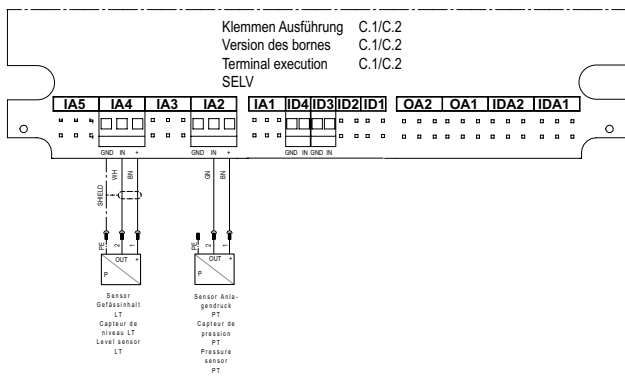 Klemmen Ausführung C.1/C.2
Version des bornes C.1/C.2
Terminal execution C.1/C.2
SELV
IA5 IA4 IA3 IA2 IA1 ID4 ID3 ID2 ID1 OA2 OA1 IDA2 IDA1
GND IN + GND IN + GND IN GND IN
SHIELD WH BN GN BN
PE 2 1 PE 2 1
OUT + OUT +
P P
Sensor
Gefässinhalt
LT
Capteur de
niveau LT
Level sensor
LT
Sensor Anla-
gendruck
PT
Capteur de
pression
PT
Pressure
sensor
PT